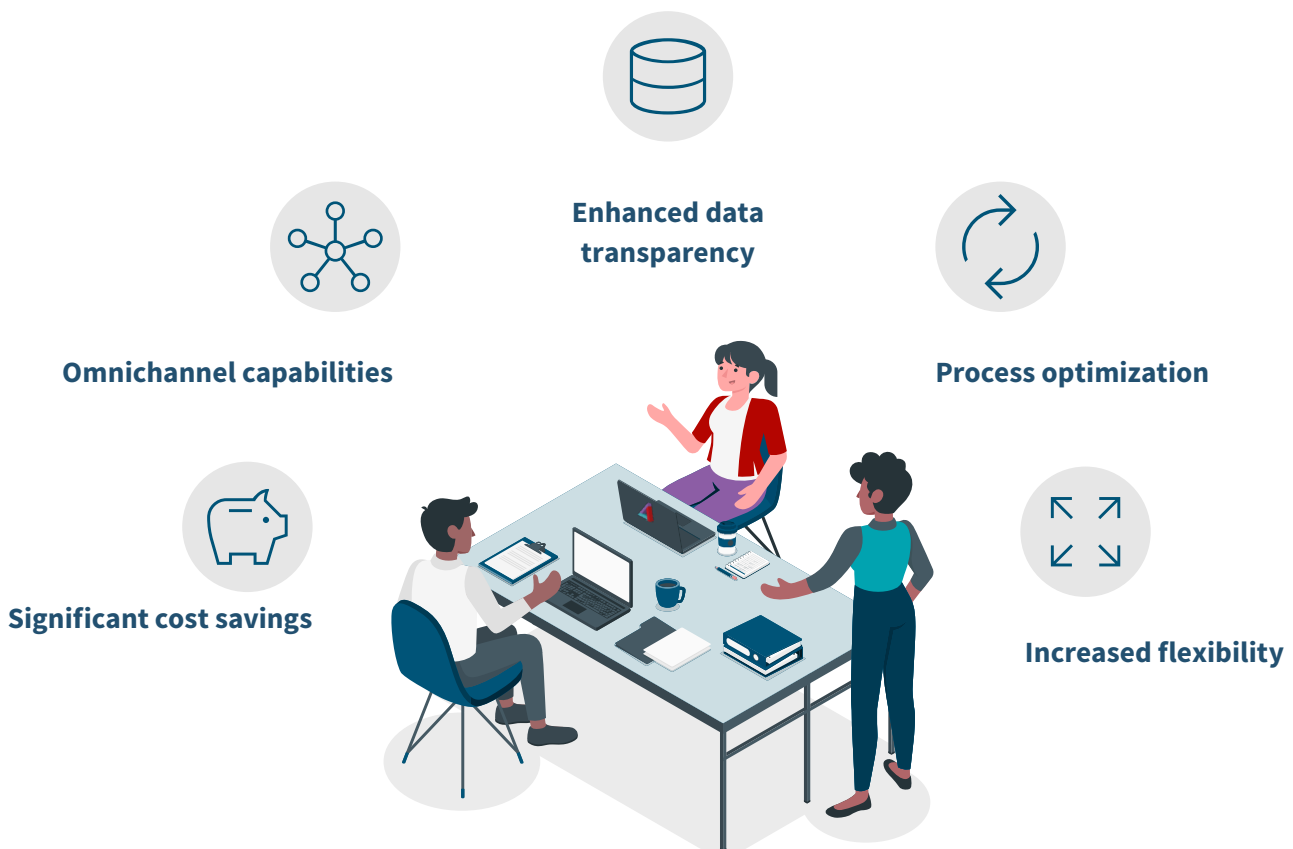 Enhanced data
transparency
Omnichannel capabilities
Process optimization
Significant cost savings
Increased flexibility